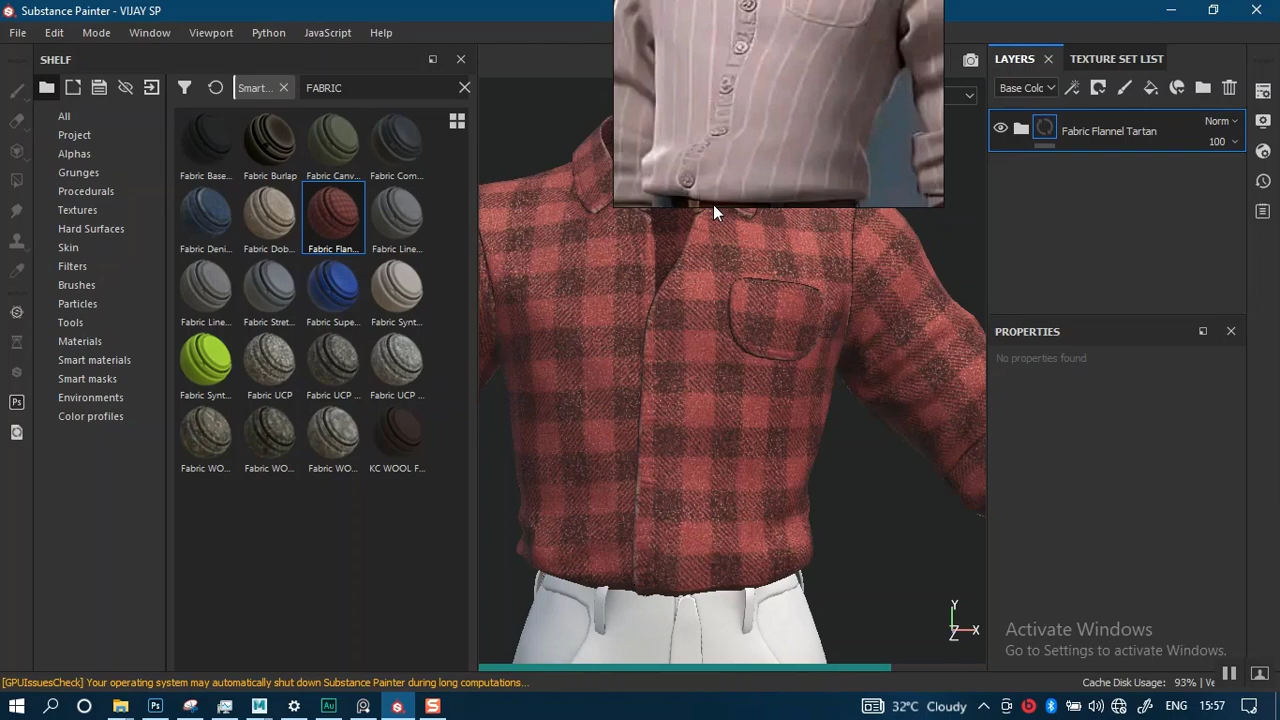 Substance Painter - VIJAY SP
File Edit Mode Window Viewport Python JavaScript Help
SHELF
Smart...
FABRIC
All
Project
Alphas
Grunges
Procedurals
Textures
Hard Surfaces
Skin
Filters
Brushes
Particles
Tools
Materials
Smart materials
Smart masks
Environments
Color profiles
Fabric Base... Fabric Burlap Fabric Canv... Fabric Com...
Fabric Deni... Fabric Dob... Fabric Flan... Fabric Line...
Fabric Line... Fabric Stret... Fabric Supe... Fabric Synt...
Fabric Synt... Fabric UCP Fabric UCP ... Fabric UCP ...
Fabric WO... Fabric WO... Fabric WO... KC WOOL F...
Y
X
Z
LAYERS
TEXTURE SET LIST
Base Colo
Fabric Flannel Tartan
Norm
100
PROPERTIES
No properties found
Activate Windows
Go to Settings to activate Windows.
[GPUIssuesCheck] Your operating system may automatically shut down Substance Painter during long computations...
Cache Disk Usage: 93% | Ve
Ps
Ps
Au
32°C Cloudy
ENG
15:57